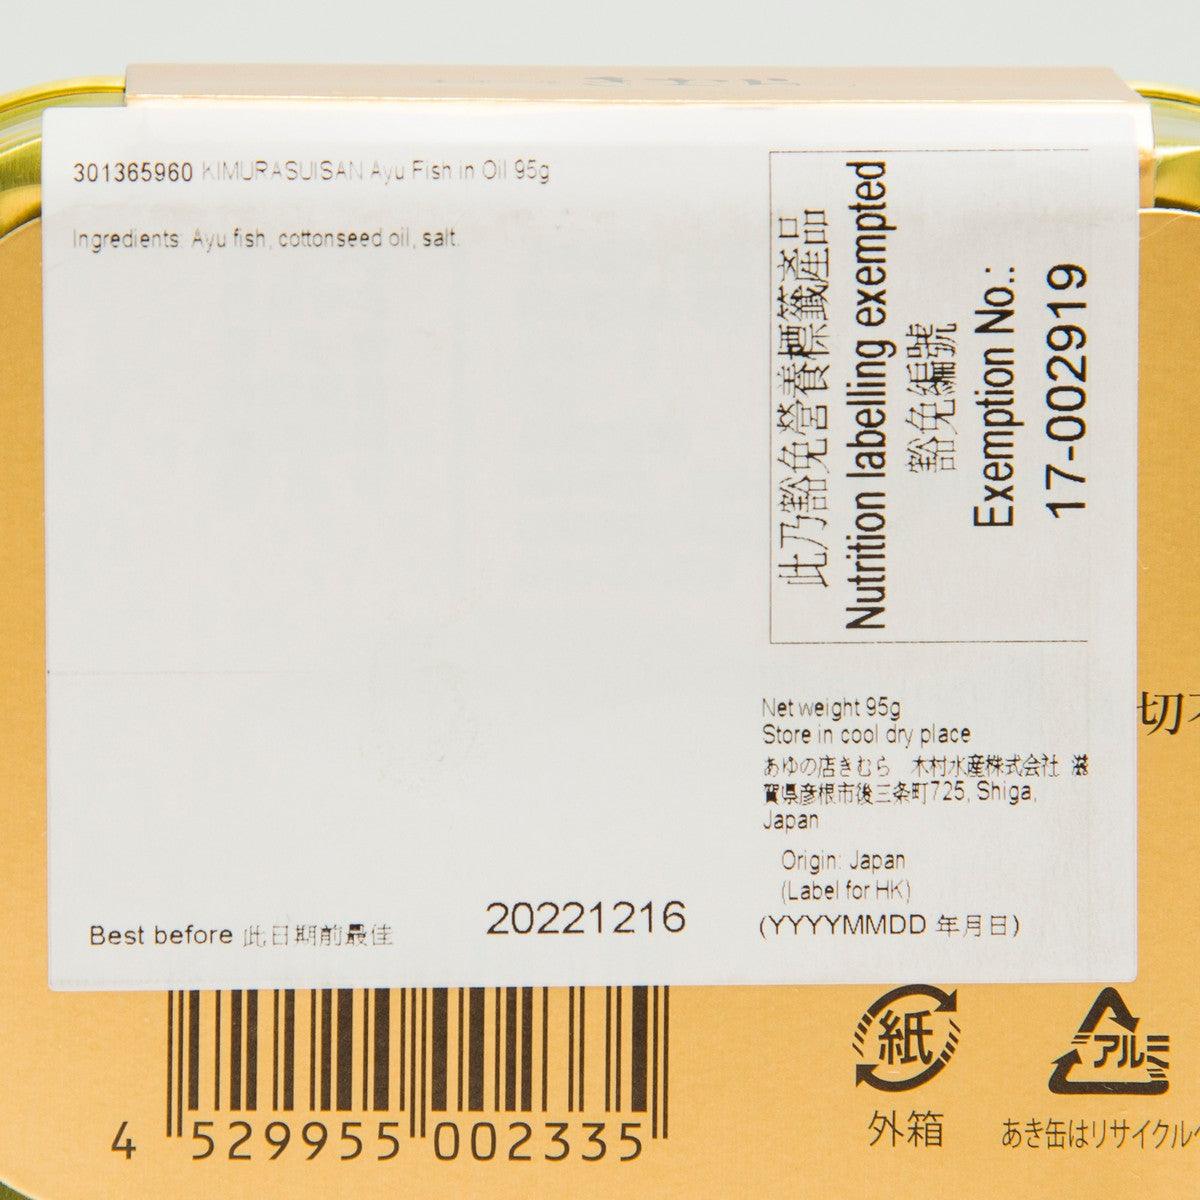 301365960 KIMURASUISAN Ayu Fish in Oil 95g
Ingredients: Ayu fish, cottonseed oil, salt.
此乃豁免營養標籤產品
Nutrition labelling exempted
豁免編號
Exemption No.:
17-002919
Net weight 95g
Store in cool dry place
あゆの店きむら 木村水産株式会社 滋
賀県彦根市後三条町725, Shiga,
Japan
Origin: Japan
(Label for HK)
Best before 此日期前最佳 20221216 (YYYYMMDD 年月日)
切
4 529955 002335
紙
外箱
アルミ
あき缶はリサイクル